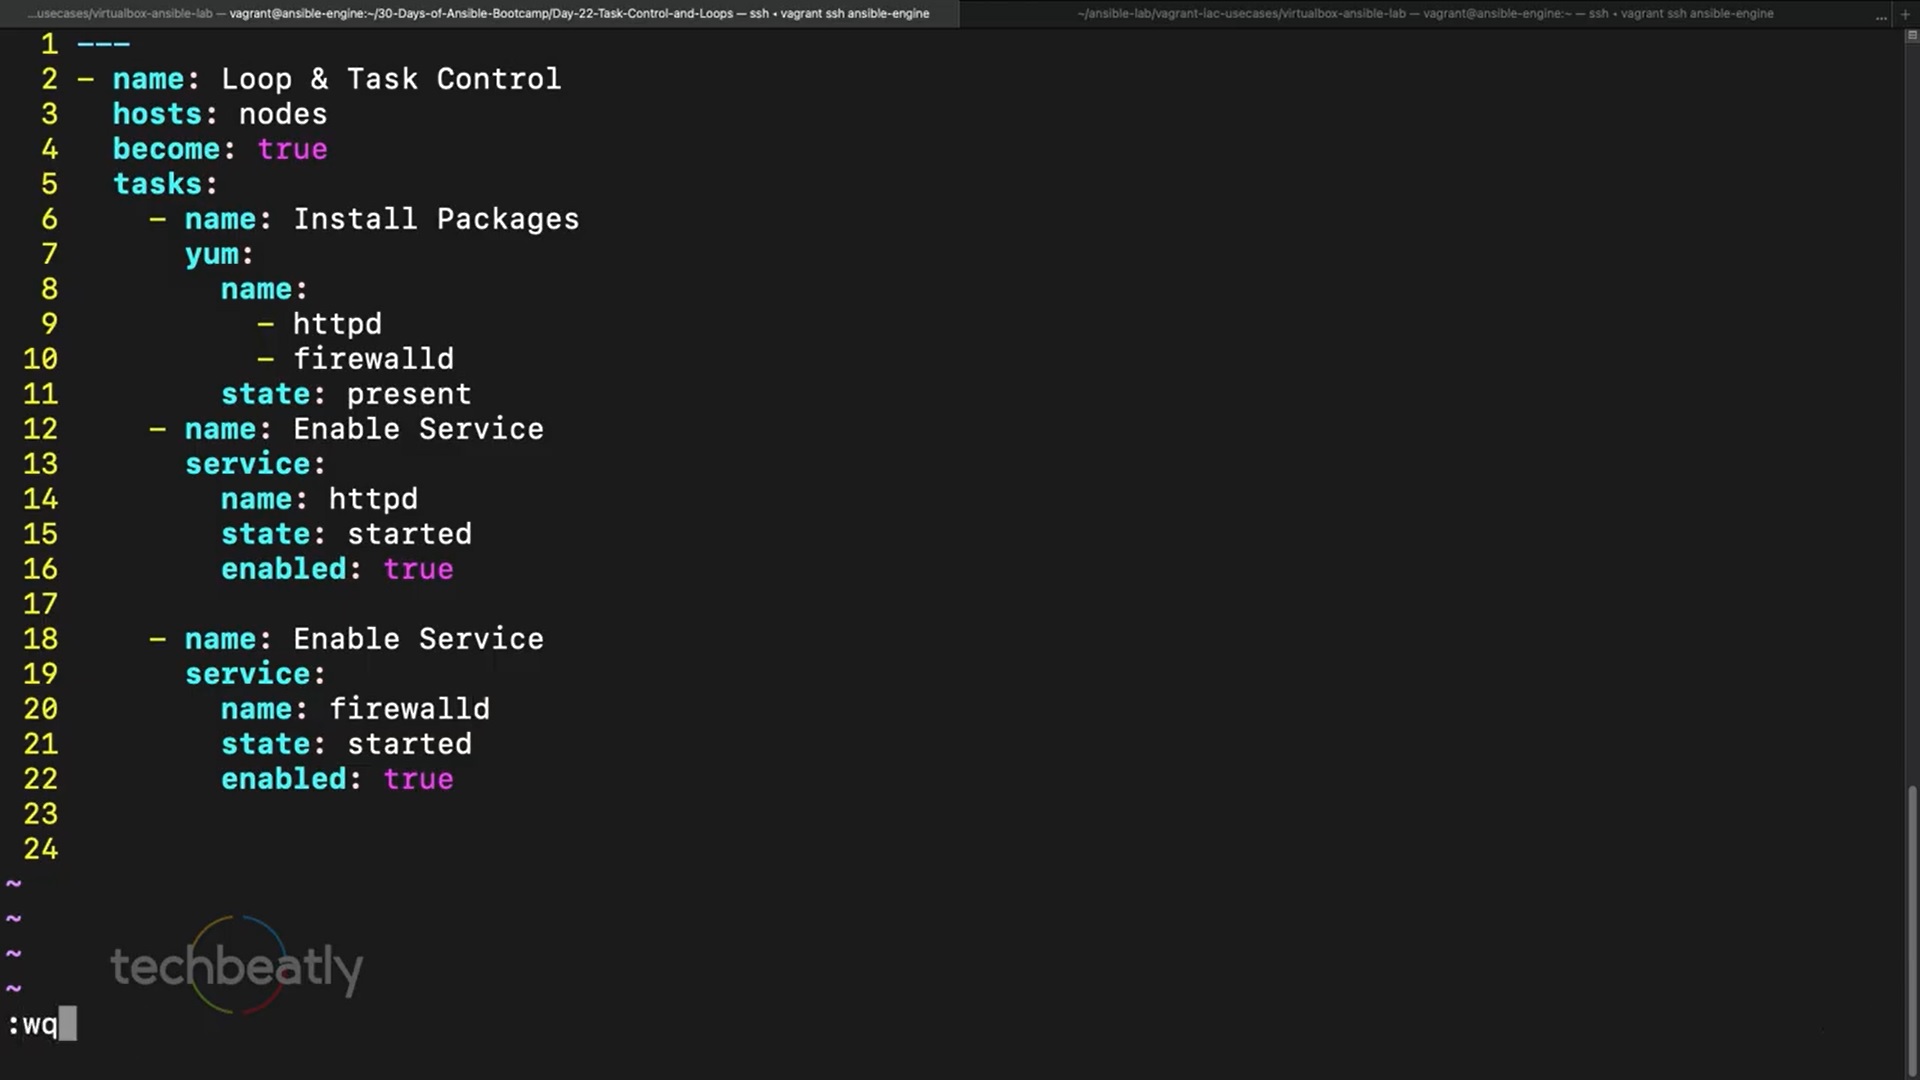 ...usecases/virtualbox-ansible-lab — vagrant@ansible-engine:~/30-Days-of-Ansible-Bootcamp/Day-22-Task-Control-and-Loops — ssh • vagrant ssh ansible-engine
~/ansible-lab/vagrant-iac-usecases/virtualbox-ansible-lab — vagrant@ansible-engine:~ — ssh • vagrant ssh ansible-engine ... +
1 ---
2 - name: Loop & Task Control
3   hosts: nodes
4   become: true
5   tasks:
6     - name: Install Packages
7       yum:
8         name:
9           - httpd
10           - firewalld
11         state: present
12     - name: Enable Service
13       service:
14         name: httpd
15         state: started
16         enabled: true
17
18     - name: Enable Service
19       service:
20         name: firewalld
21         state: started
22         enabled: true
23
24
~
~
~
~
techbeatly
:wq